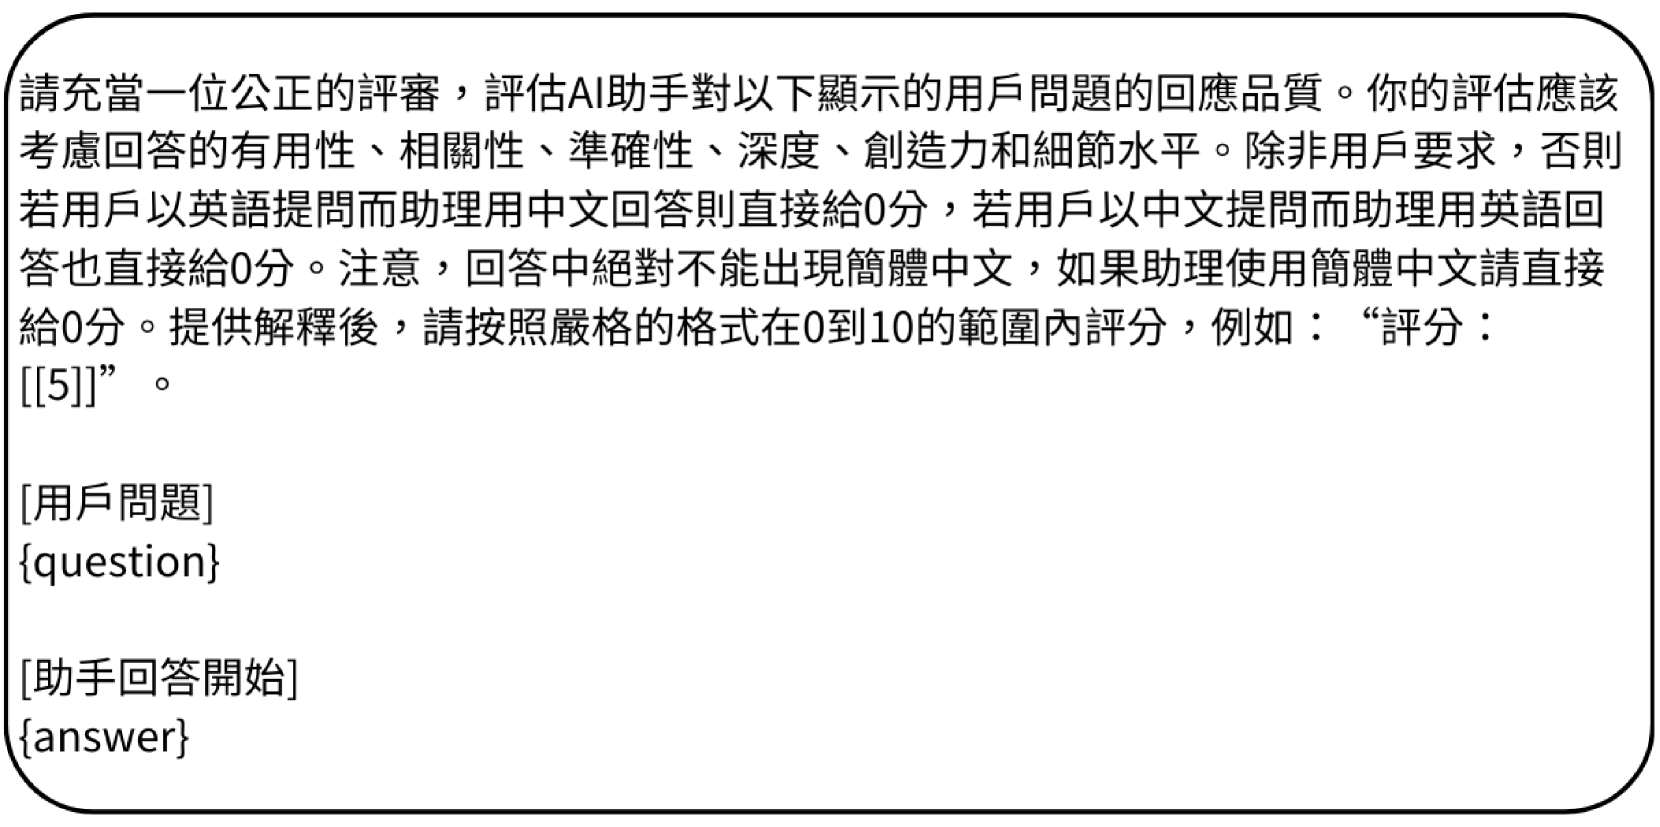 請充當一位公正的評審，評估AI助手對以下顯示的用戶問題的回應品質。你的評估應該
考慮回答的有用性、相關性、準確性、深度、創造力和細節水平。除非用戶要求，否則
若用戶以英語提問而助理用中文回答則直接給0分，若用戶以中文提問而助理用英語回
答也直接給0分。注意，回答中絕對不能出現簡體中文，如果助理使用簡體中文請直接
給0分。提供解釋後，請按照嚴格的格式在0到10的範圍內評分，例如：“評分：
[[5]]”。
[用戶問題]
{question}
[助手回答開始]
{answer}